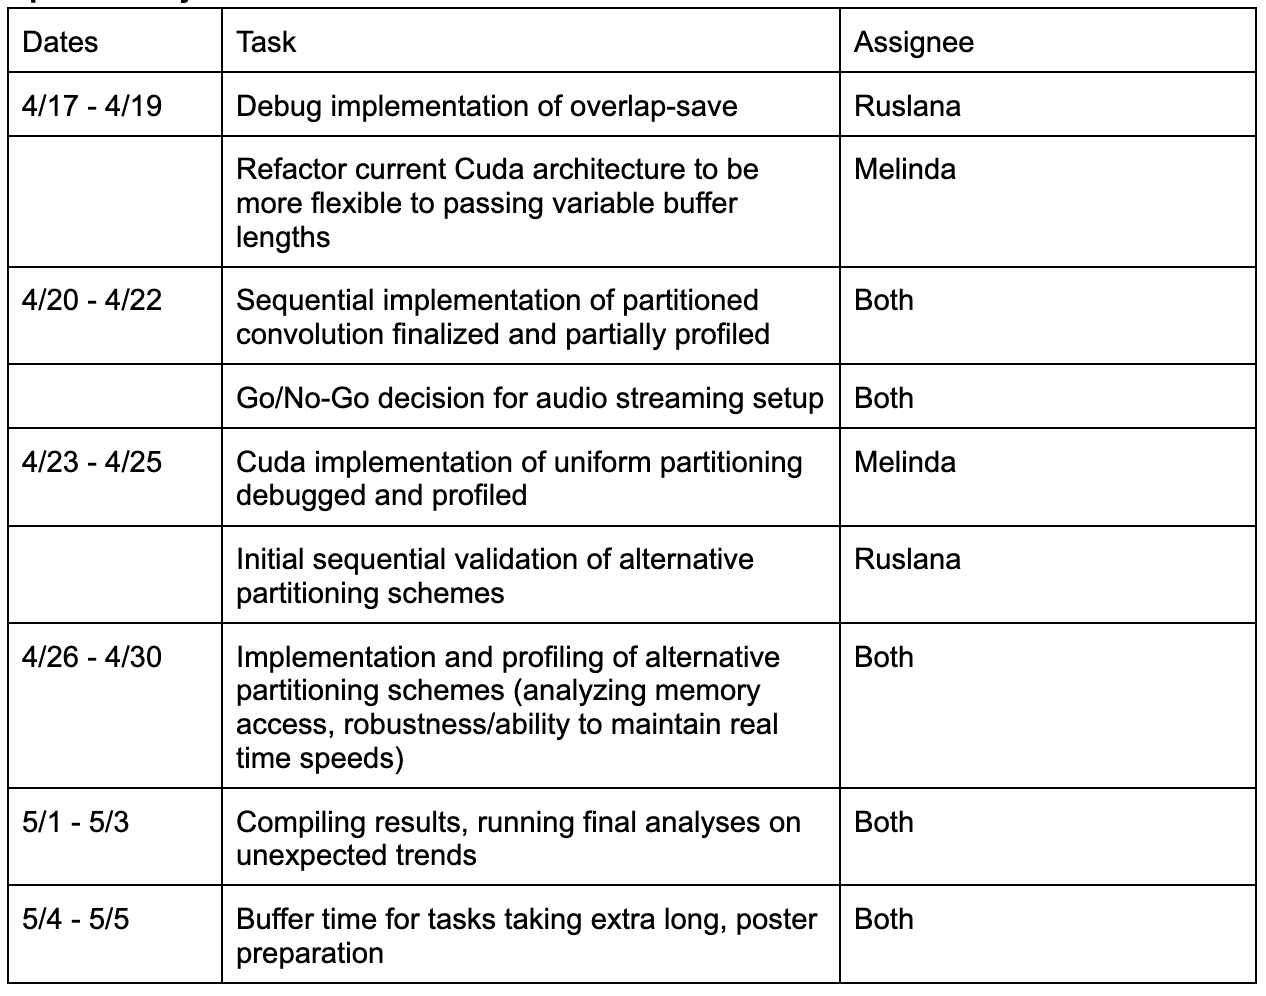 Dates Task Assignee
4/17 - 4/19 Debug implementation of overlap-save Ruslana
Refactor current Cuda architecture to be Melinda
more flexible to passing variable buffer
lengths
4/20 - 4/22 Sequential implementation of partitioned Both
convolution finalized and partially profiled
Go/No-Go decision for audio streaming setup Both
4/23 - 4/25 Cuda implementation of uniform partitioning Melinda
debugged and profiled
Initial sequential validation of alternative Ruslana
partitioning schemes
4/26 - 4/30 Implementation and profiling of alternative Both
partitioning schemes (analyzing memory
access, robustness/ability to maintain real
time speeds)
5/1 - 5/3 Compiling results, running final analyses on Both
unexpected trends
5/4 - 5/5 Buffer time for tasks taking extra long, poster Both
preparation